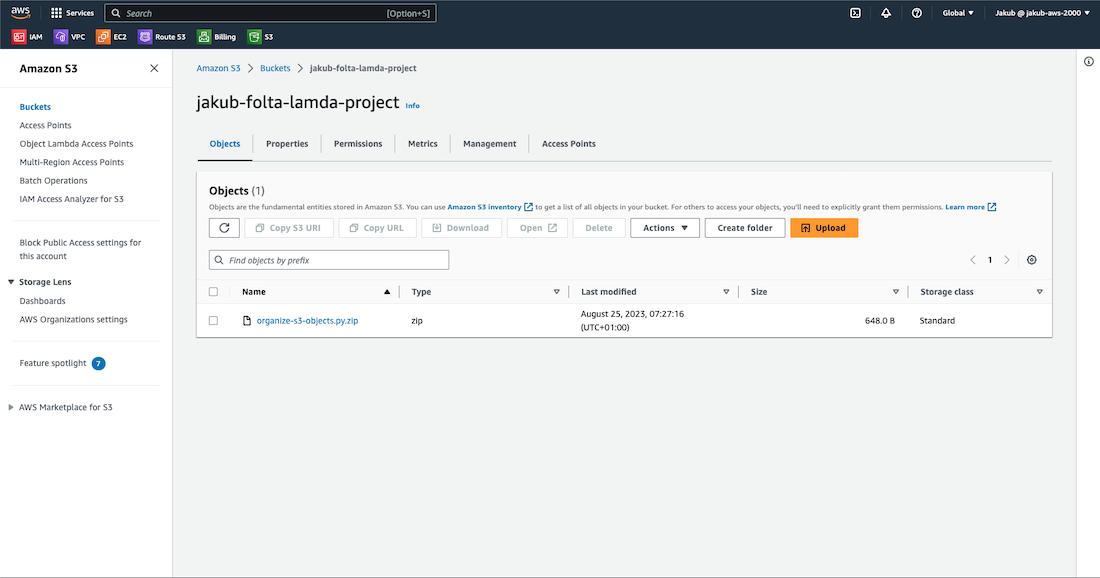 aws
Services
Search
[Option+S]
Global
Jakub @ jakub-aws-2000
IAM
VPC
EC2
Route 53
Billing
S3
Amazon S3
Buckets
Access Points
Object Lambda Access Points
Multi-Region Access Points
Batch Operations
IAM Access Analyzer for S3
Block Public Access settings for
this account
Storage Lens
Dashboards
AWS Organizations settings
Feature spotlight 7
AWS Marketplace for S3
Amazon S3 > Buckets > jakub-folta-lamda-project
jakub-folta-lamda-project Info
Objects
Properties
Permissions
Metrics
Management
Access Points
Objects (1)
Objects are the fundamental entities stored in Amazon S3. You can use Amazon S3 inventory to get a list of all objects in your bucket. For others to access your objects, you'll need to explicitly grant them permissions. Learn more
Copy S3 URI
Copy URL
Download
Open
Delete
Actions
Create folder
Upload
Find objects by prefix
1
Name
Type
Last modified
Size
Storage class
organize-s3-objects.py.zip
zip
August 25, 2023, 07:27:16
(UTC+01:00)
648.0 B
Standard